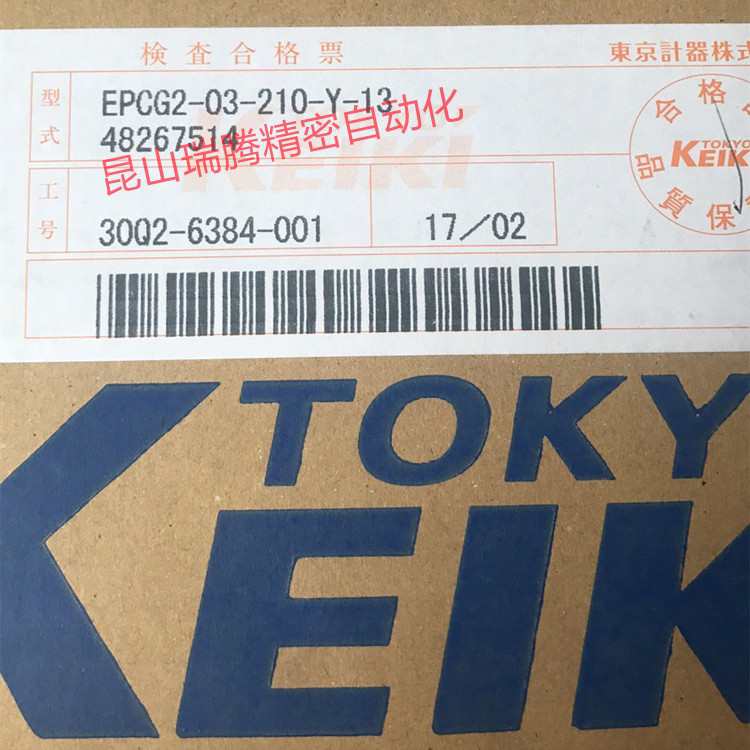 検査合格票
東京計器株式
型式
EPCG2-03-210-Y-13
48267514
昆山瑞腾精密自动化
KEIKI
合格
TOKYO
KEIKI
品質保
工号
30Q2-6384-001
17/02
TOKY
KEIK